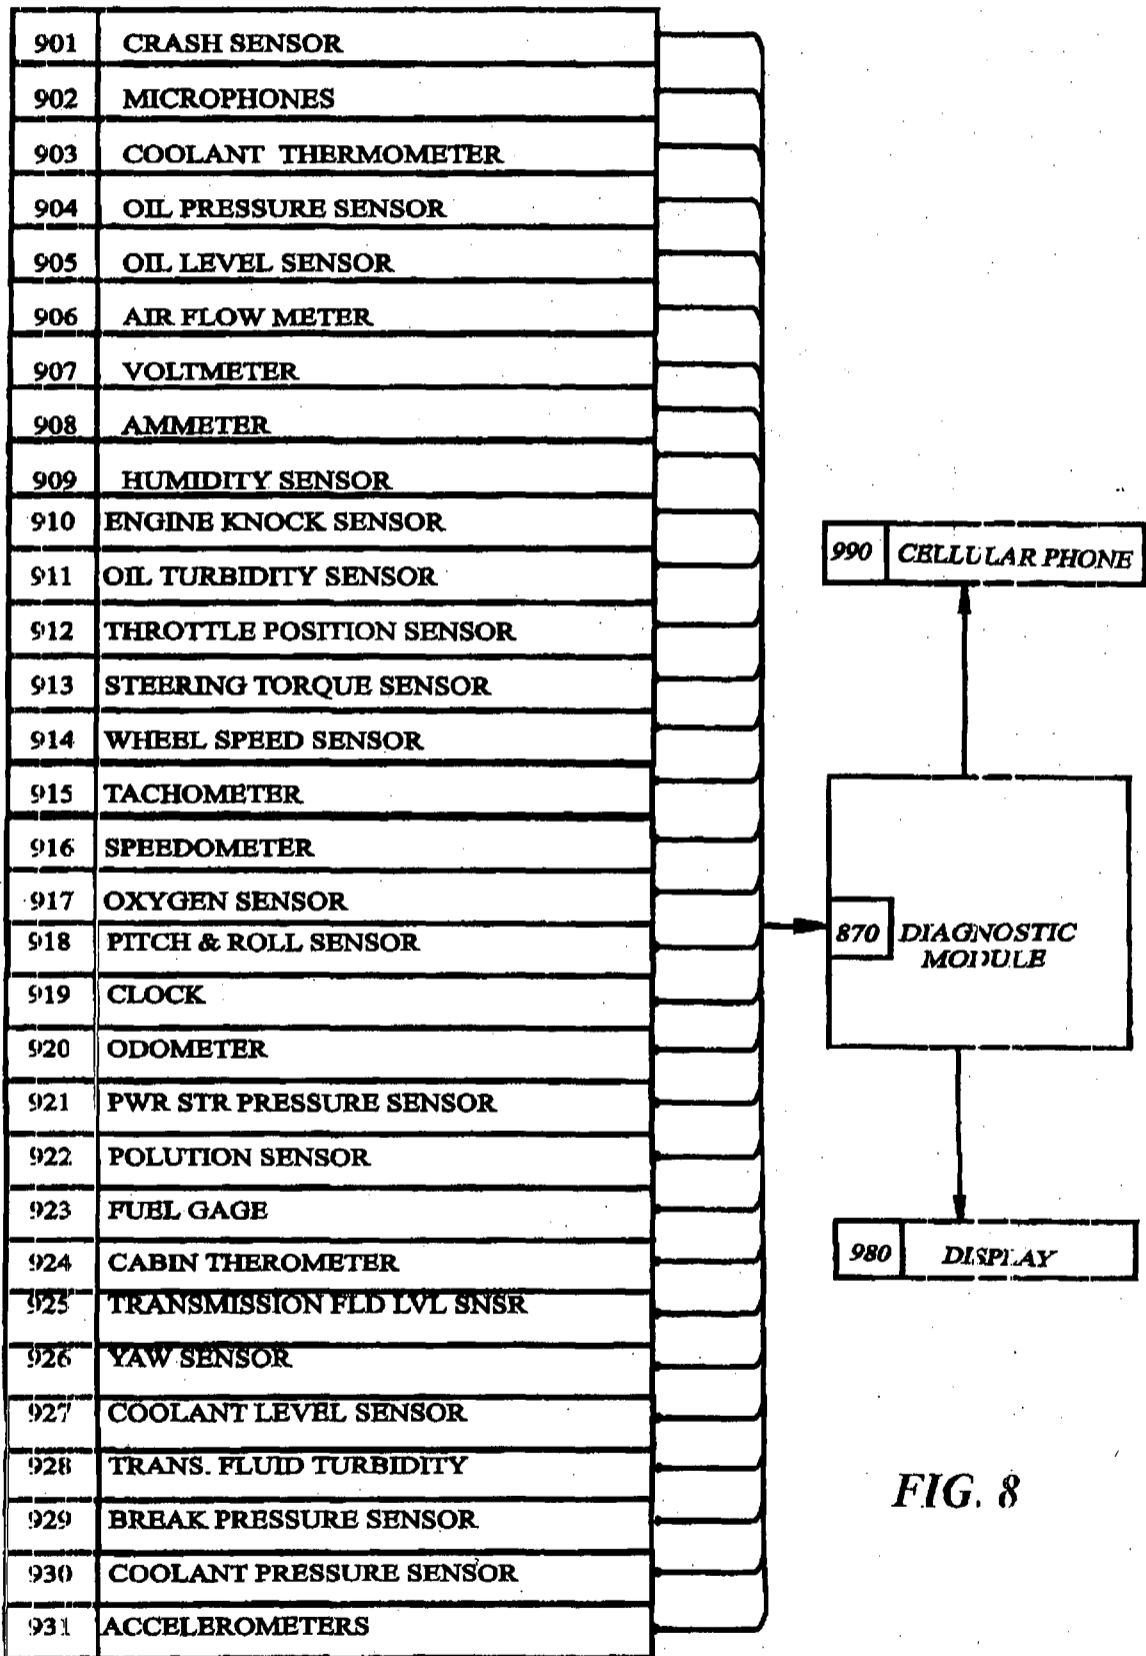 901 CRASH SENSOR
902 MICROPHONES
903 COOLANT THERMOMETER
904 OIL PRESSURE SENSOR
905 OIL LEVEL SENSOR
906 AIR FLOW METER
907 VOLTMETER
908 AMMETER
909 HUMIDITY SENSOR
910 ENGINE KNOCK SENSOR
911 OIL TURBIDITY SENSOR
912 THROTTLE POSITION SENSOR
913 STEERING TORQUE SENSOR
914 WHEEL SPEED SENSOR
915 TACHOMETER
916 SPEEDOMETER
917 OXYGEN SENSOR
918 PITCH & ROLL SENSOR
919 CLOCK
920 ODOMETER
921 PWR STR PRESSURE SENSOR
922 POLUTION SENSOR
923 FUEL GAGE
924 CABIN THEROMETER
925 TRANSMISSION FLD LVL SNSR
926 YAW SENSOR
927 COOLANT LEVEL SENSOR
928 TRANS. FLUID TURBIDITY
929 BREAK PRESSURE SENSOR
930 COOLANT PRESSURE SENSOR
931 ACCELEROMETERS
990 CELLULAR PHONE
870 DIAGNOSTIC
MODULE
980 DISPLAY
FIG. 8